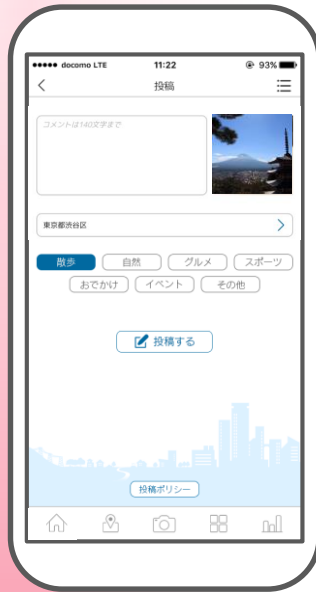 docomo LTE 11:22 93%
投稿
コメントは140文字まで
東京都渋谷区
散歩 自然 グルメ スポーツ
おでかけ イベント その他
投稿する
投稿ポリシー